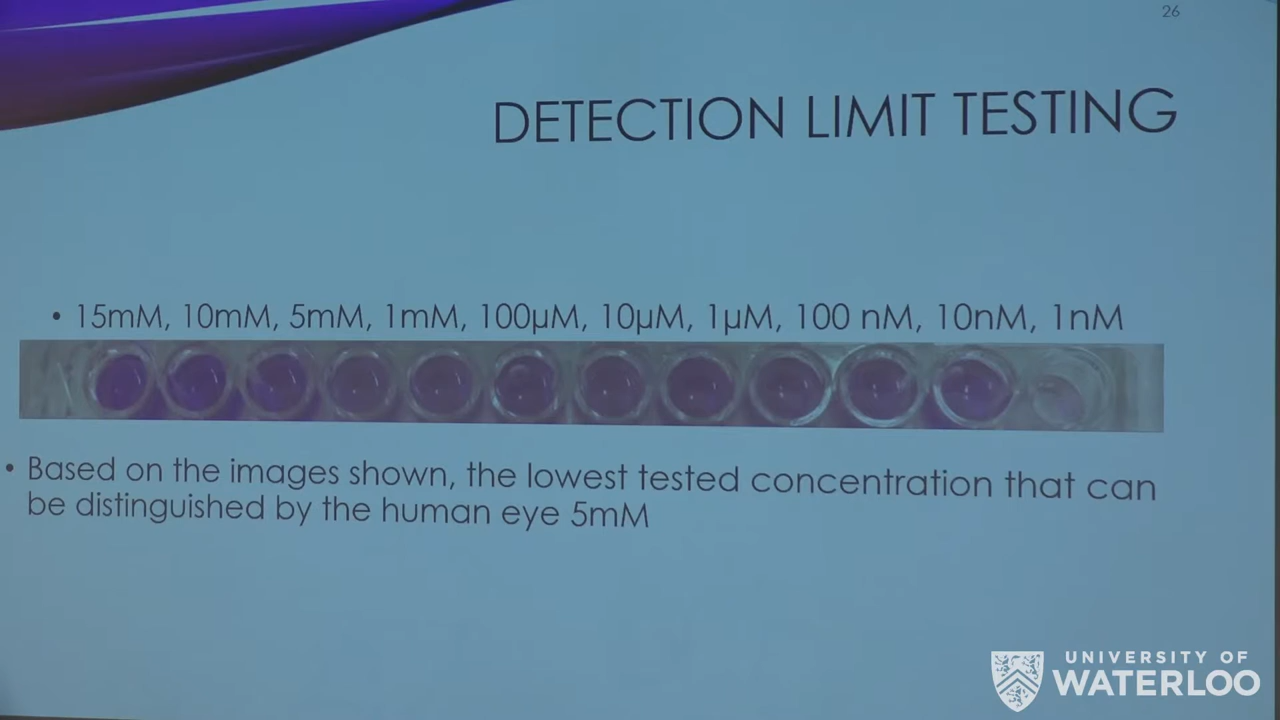 26
DETECTION LIMIT TESTING
• 15mM, 10mM, 5mM, 1mM, 100µM, 10µM, 1µM, 100 nM, 10nM, 1nM
• Based on the images shown, the lowest tested concentration that can
be distinguished by the human eye 5mM
UNIVERSITY OF
WATERLOO